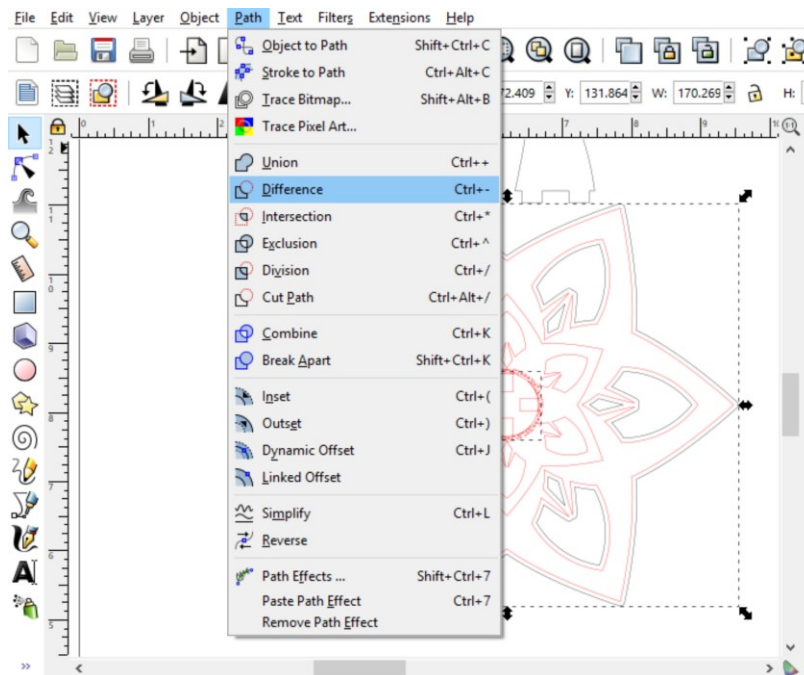 File Edit View Layer Object Path Text Filters Extensions Help
Object to Path Shift+Ctrl+C
Stroke to Path Ctrl+Alt+C
Trace Bitmap... Shift+Alt+B
Trace Pixel Art...
72.409 Y: 131.864 W: 170.269 H:
Union Ctrl++
Difference Ctrl+-
Intersection Ctrl+*
Exclusion Ctrl+^
Division Ctrl+/
Cut Path Ctrl+Alt+/
Combine Ctrl+K
Break Apart Shift+Ctrl+K
Inset Ctrl+(
Outset Ctrl+)
Dynamic Offset Ctrl+J
Linked Offset
Simplify Ctrl+L
Reverse
Path Effects ... Shift+Ctrl+7
Paste Path Effect Ctrl+7
Remove Path Effect